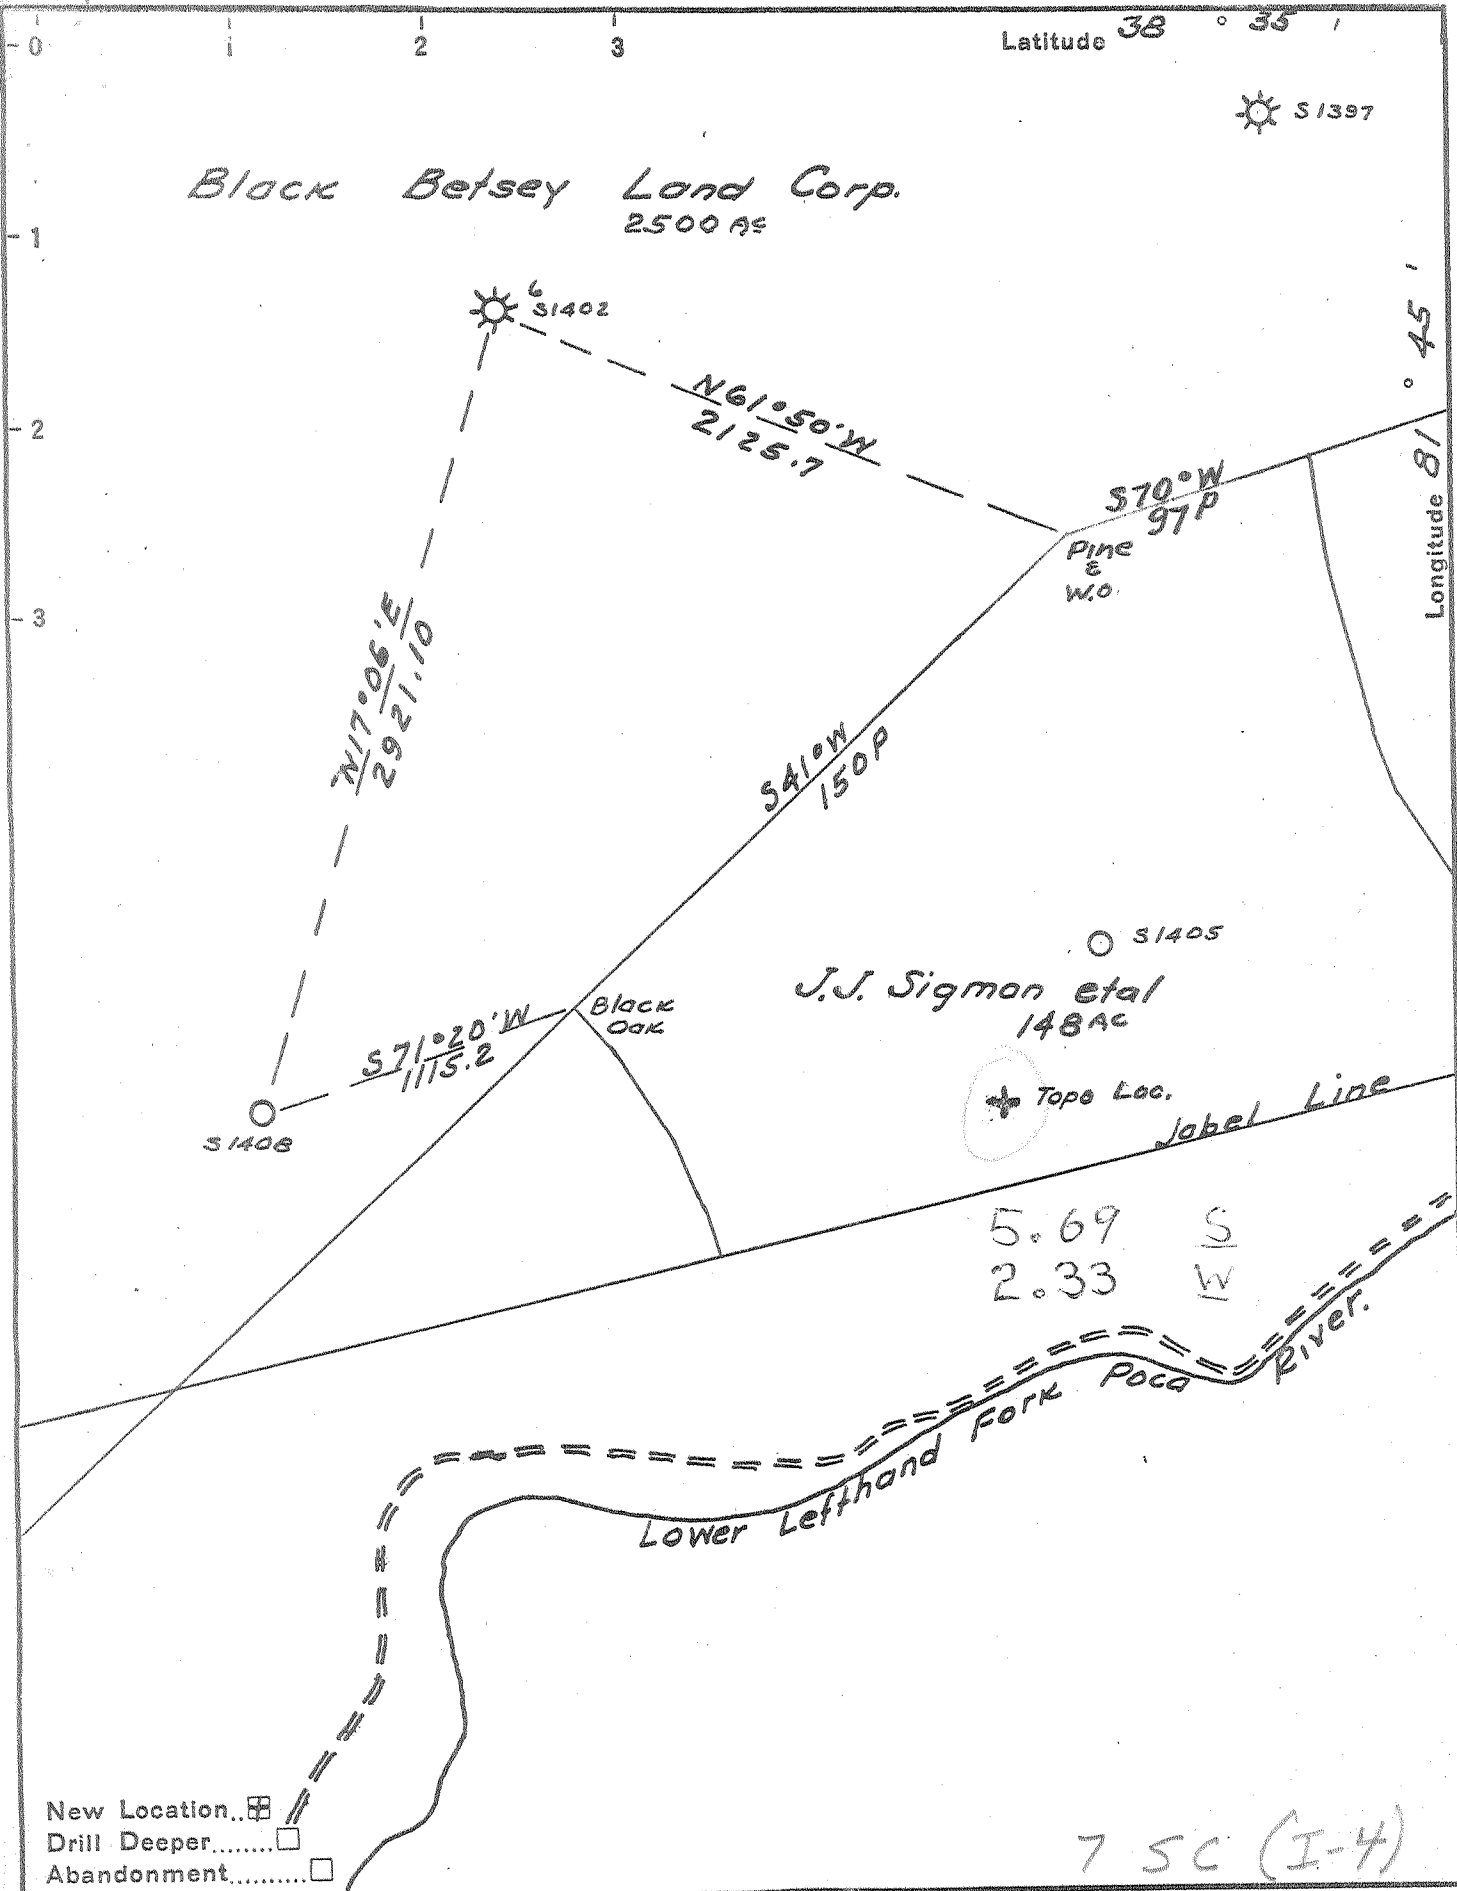 0 1 2 3 Latitude 38 ° 35 '
S1397
Black Betsey Land Corp.
2500 Ac
1
6
S1402
Longitude 81 ° 45 '
2
N61°50'W
2125.7
S70°W
97P
Pine
&
W.O.
3
N17°06'E
2921.10
S41°W
150P
S1405
J.J. Sigmon etal
148 Ac
Black
Oak
S71°20'W
1115.2
Topo Loc.
S1408
Jabel Line
5.69 S
2.33 W
Lower Lefthand Fork Poca River.
New Location..
Drill Deeper........
Abandonment..........
7 SC (I-4)